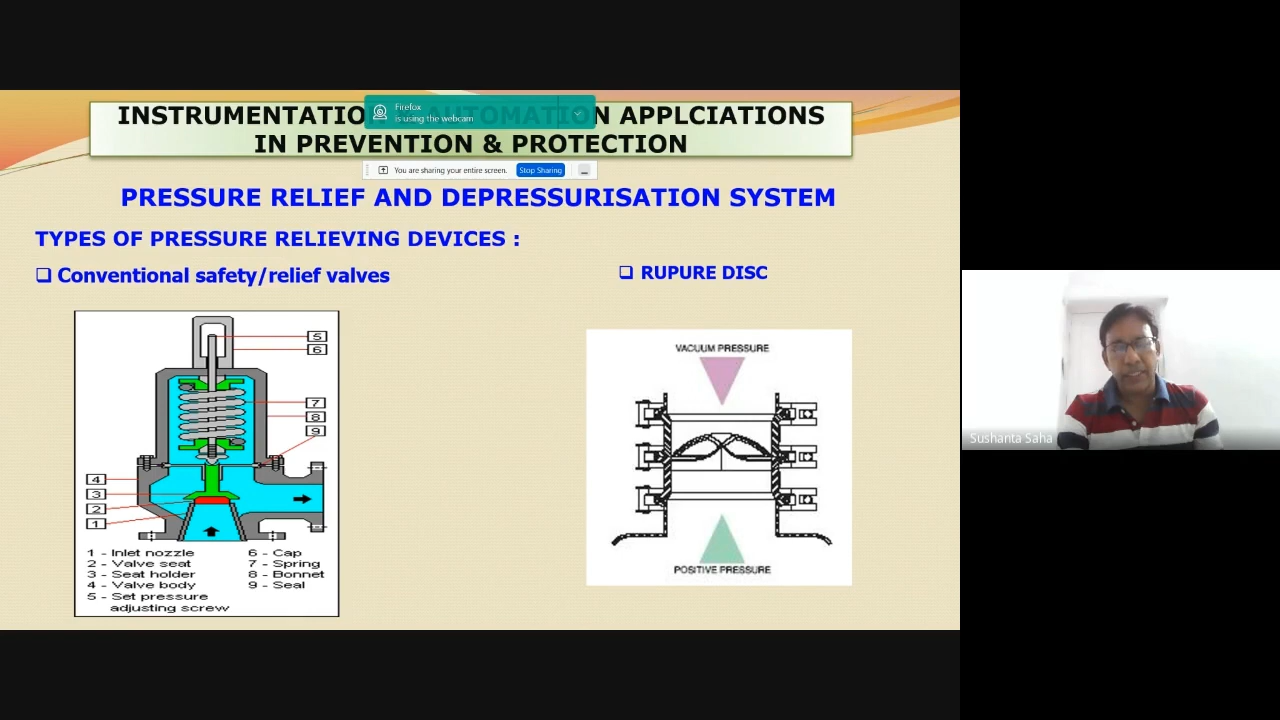 INSTRUMENTATIO AUTOMATION APPLCIATIONS
IN PREVENTION & PROTECTION
Firefox
is using the webcam
You are sharing your entire screen. Stop Sharing
PRESSURE RELIEF AND DEPRESSURISATION SYSTEM
TYPES OF PRESSURE RELIEVING DEVICES :
Conventional safety/relief valves
RUPURE DISC
5
6
7
8
9
4
3
2
1
1 - Inlet nozzle
2 - Valve seat
3 - Seat holder
4 - Valve body
5 - Set pressure
adjusting screw
6 - Cap
7 - Spring
8 - Bonnet
9 - Seal
VACUUM PRESSURE
POSITIVE PRESSURE
Sushanta Saha